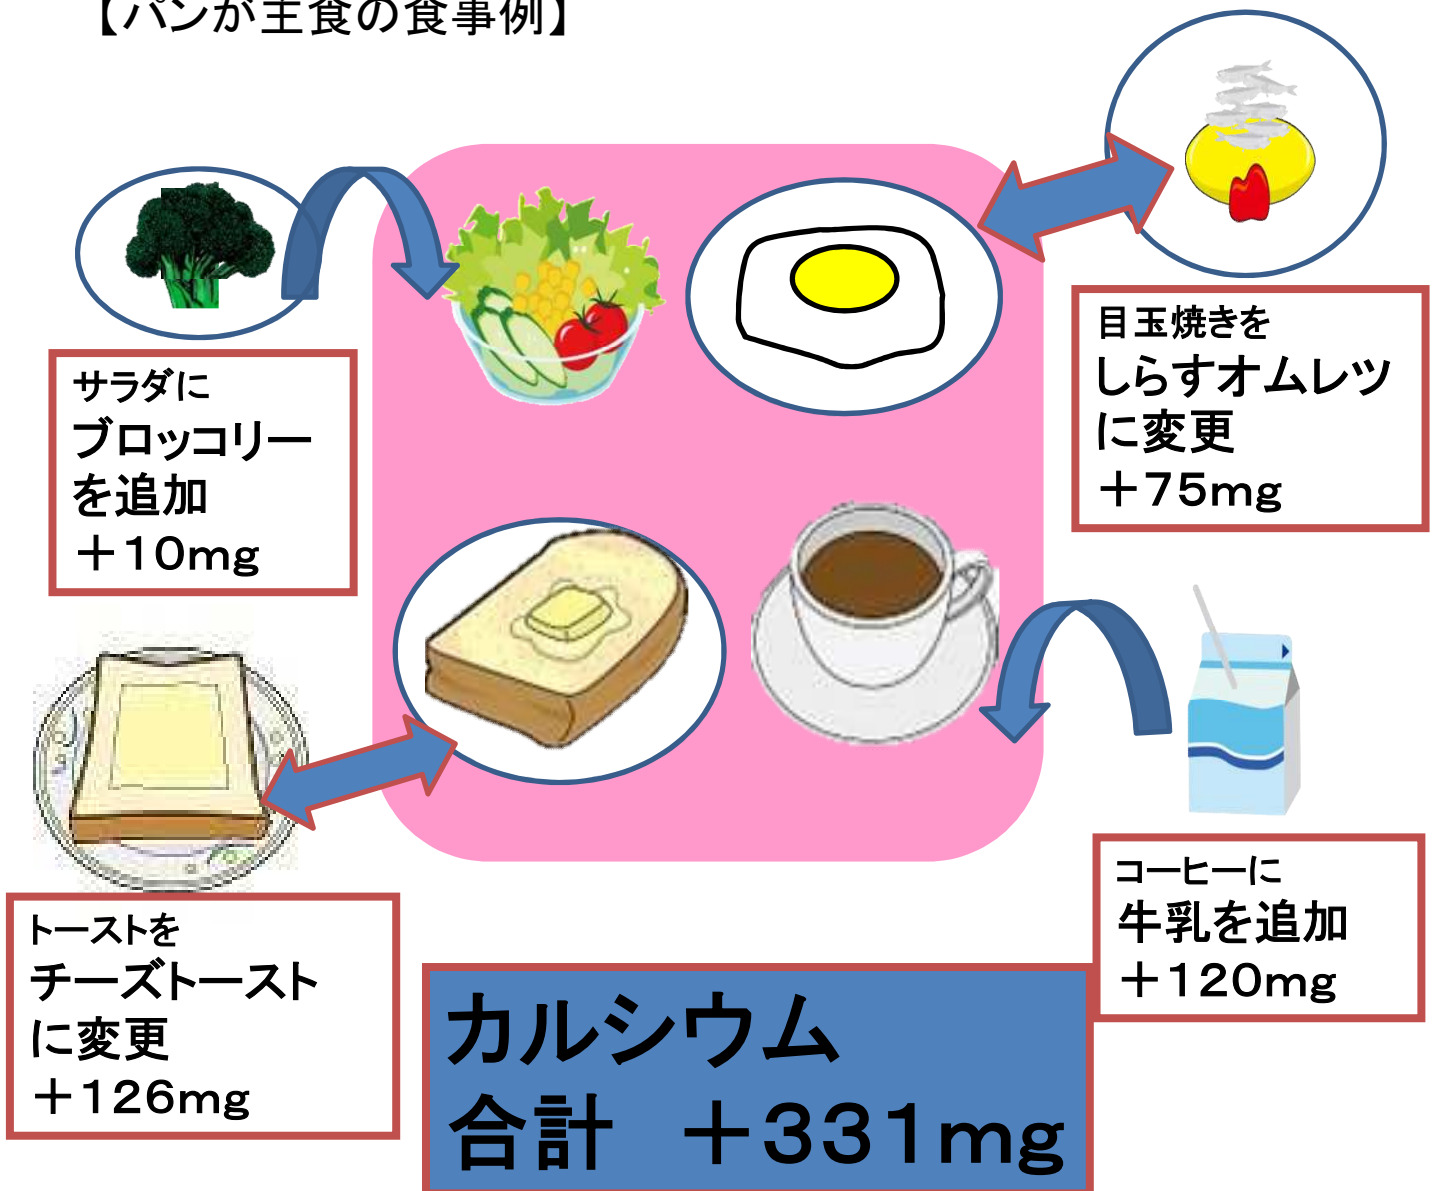 【パンが主食の食事例】
サラダに
ブロッコリー
を追加
＋10mg
目玉焼きを
しらすオムレツ
に変更
＋75mg
トーストを
チーズトースト
に変更
＋126mg
コーヒーに
牛乳を追加
＋120mg
カルシウム
合計　＋331mg